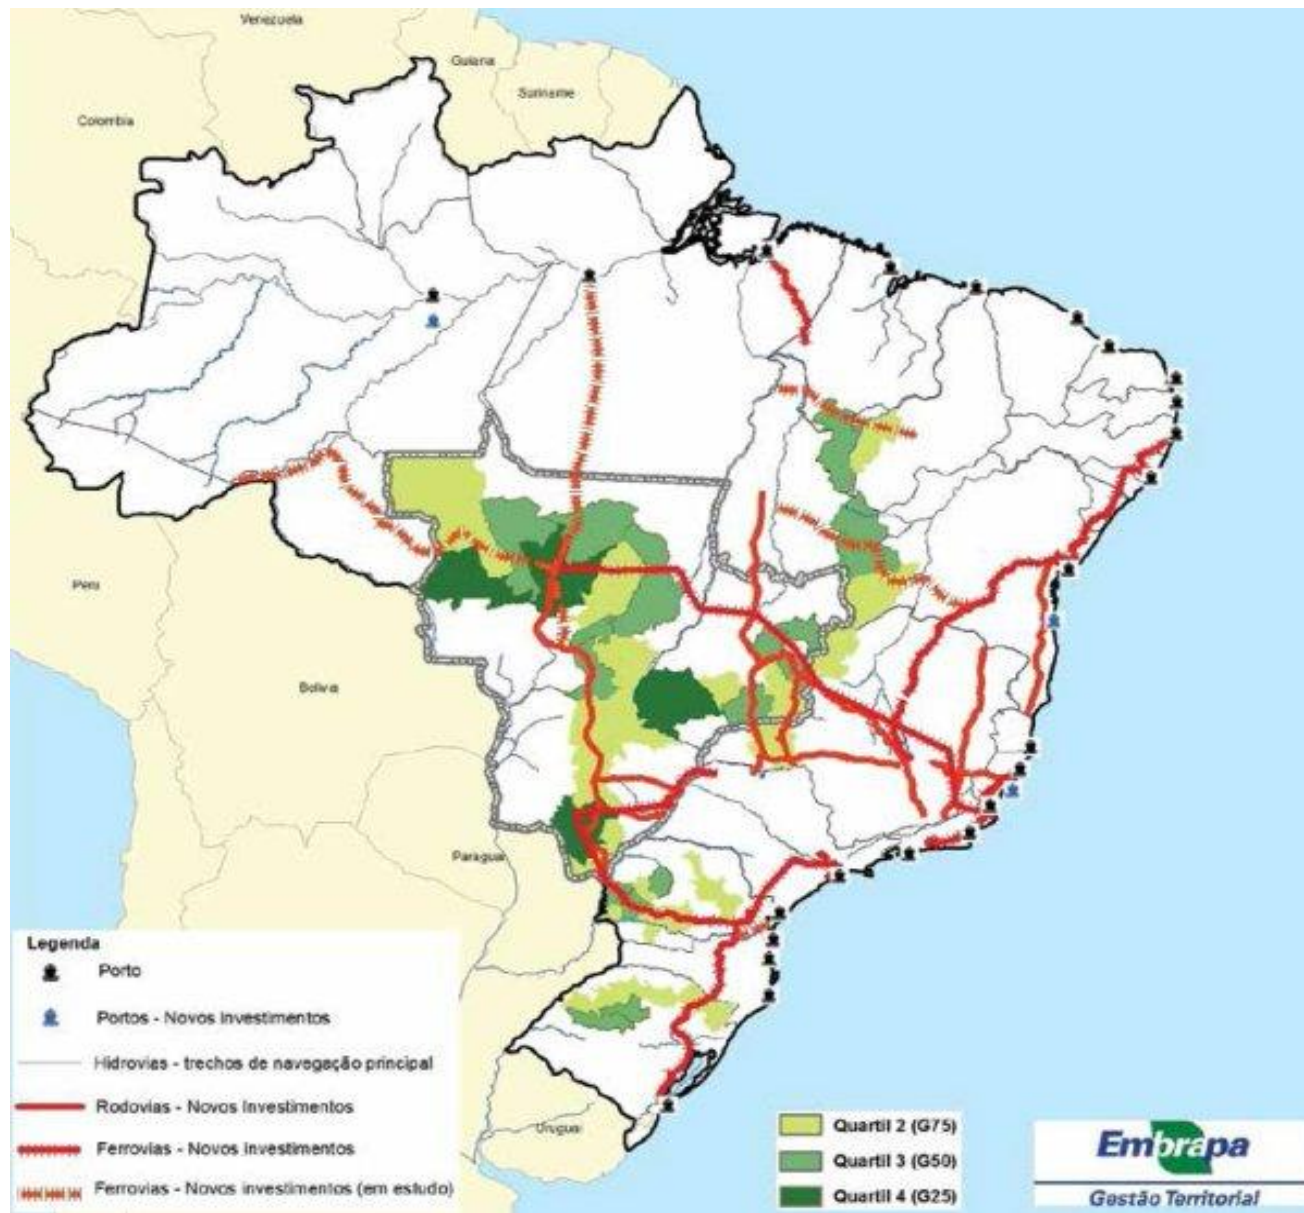 Venezuela
Guiana
Suriname
Colombia
Peru
Bolivia
Paraguai
Uruguai
Legenda
Porto
Portos - Novos Investimentos
Hidrovias - trechos de navegação principal
Rodovias - Novos Investimentos
Ferrovias - Novos Investimentos
Ferrovias - Novos investimentos (em estudo)
Quartil 2 (G75)
Quartil 3 (G50)
Quartil 4 (G25)
Embrapa
Gestão Territorial